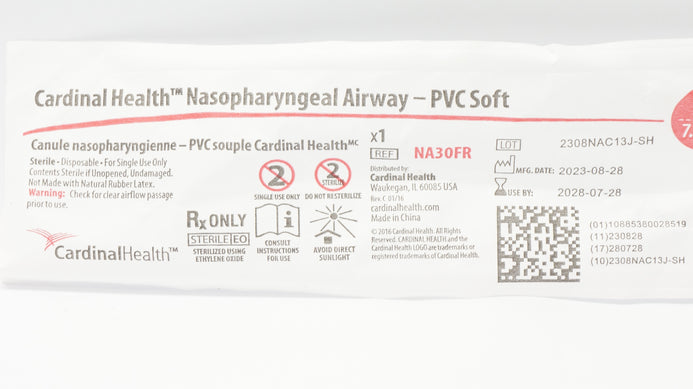 Cardinal Health™ Nasopharyngeal Airway – PVC Soft
Canule nasopharyngienne – PVC souple Cardinal Health MC
Sterile • Disposable • For Single Use Only
Contents Sterile if Unopened, Undamaged.
Not Made with Natural Rubber Latex.
Warning: Check for clear airflow passage
prior to use.
CardinalHealth™
2
SINGLE USE ONLY
2
STERILIZE
DO NOT RESTERILIZE
Rx ONLY
STERILE EO
STERILIZED USING
ETHYLENE OXIDE
i
CONSULT
INSTRUCTIONS
FOR USE
AVOID DIRECT
SUNLIGHT
x1
REF NA30FR
Distributed by:
Cardinal Health
Waukegan, IL 60085 USA
Rev. C 01/16
cardinalhealth.com
Made in China
© 2016 Cardinal Health. All Rights
Reserved. CARDINAL HEALTH and the
Cardinal Health LOGO are trademarks or
registered trademarks of Cardinal Health.
LOT 2308NAC13J-SH
MFG. DATE: 2023-08-28
USE BY: 2028-07-28
(01)10885380028519
(11)230828
(17)280728
(10)2308NAC13J-SH
7.